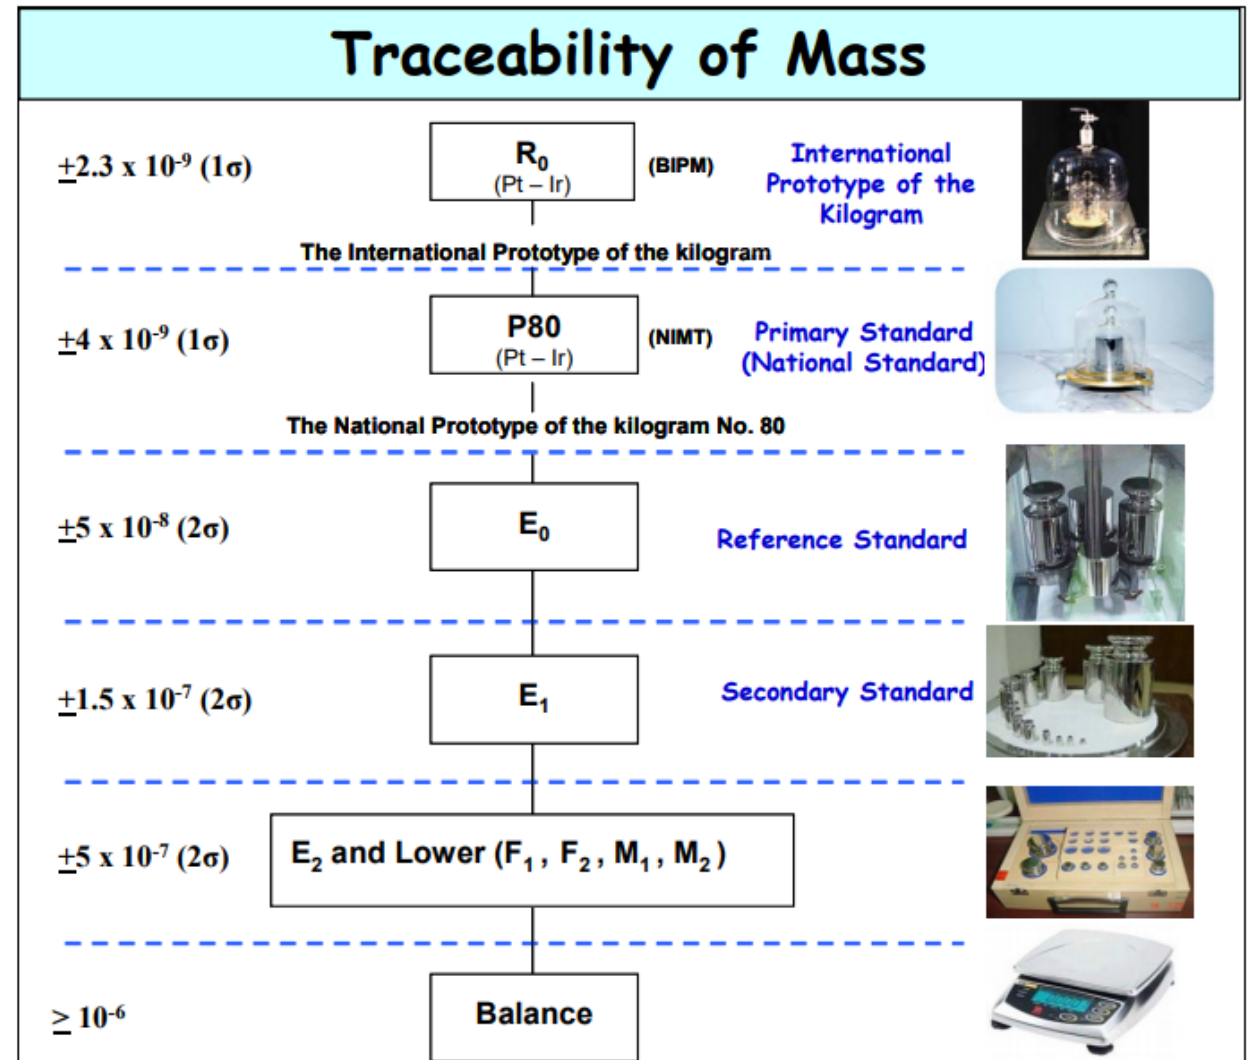 Traceability of Mass
±2.3 x 10⁻⁹ (1σ)
R₀
(Pt – Ir)
(BIPM)
International
Prototype of the
Kilogram
The International Prototype of the kilogram
±4 x 10⁻⁹ (1σ)
P80
(Pt – Ir)
(NIMT)
Primary Standard
(National Standard)
The National Prototype of the kilogram No. 80
±5 x 10⁻⁸ (2σ)
E₀
Reference Standard
±1.5 x 10⁻⁷ (2σ)
E₁
Secondary Standard
±5 x 10⁻⁷ (2σ)
E₂ and Lower (F₁ , F₂ , M₁ , M₂ )
≥ 10⁻⁶
Balance